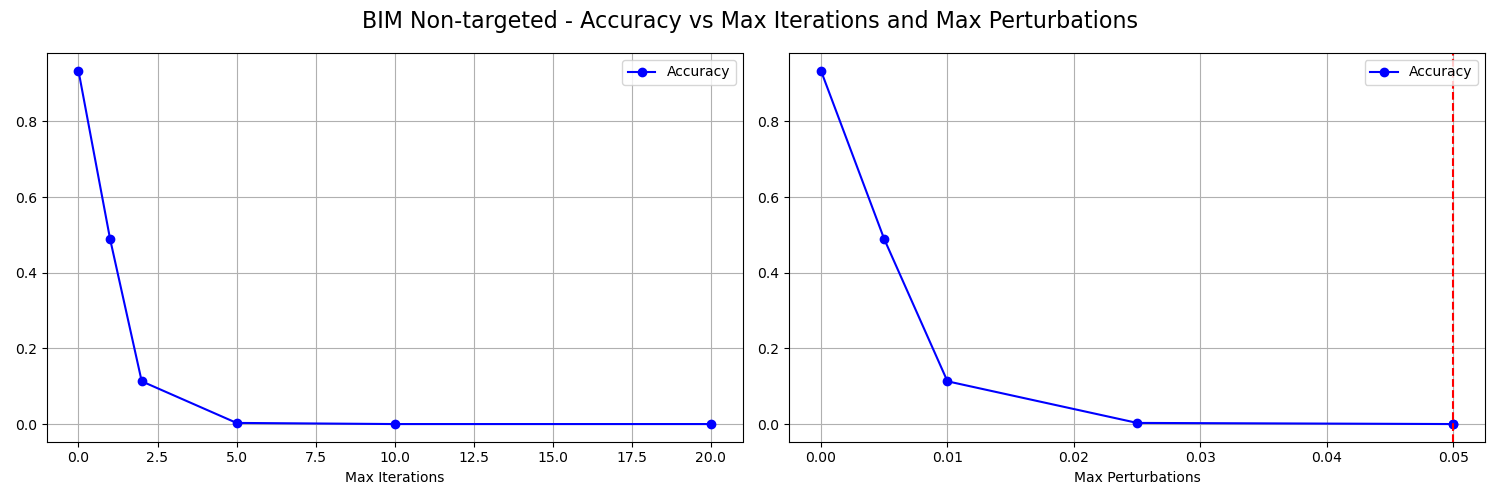 BIM Non-targeted - Accuracy vs Max Iterations and Max Perturbations
Accuracy
0.8
0.6
0.4
0.2
0.0
0.0 2.5 5.0 7.5 10.0 12.5 15.0 17.5 20.0
Max Iterations
Accuracy
0.8
0.6
0.4
0.2
0.0
0.00 0.01 0.02 0.03 0.04 0.05
Max Perturbations